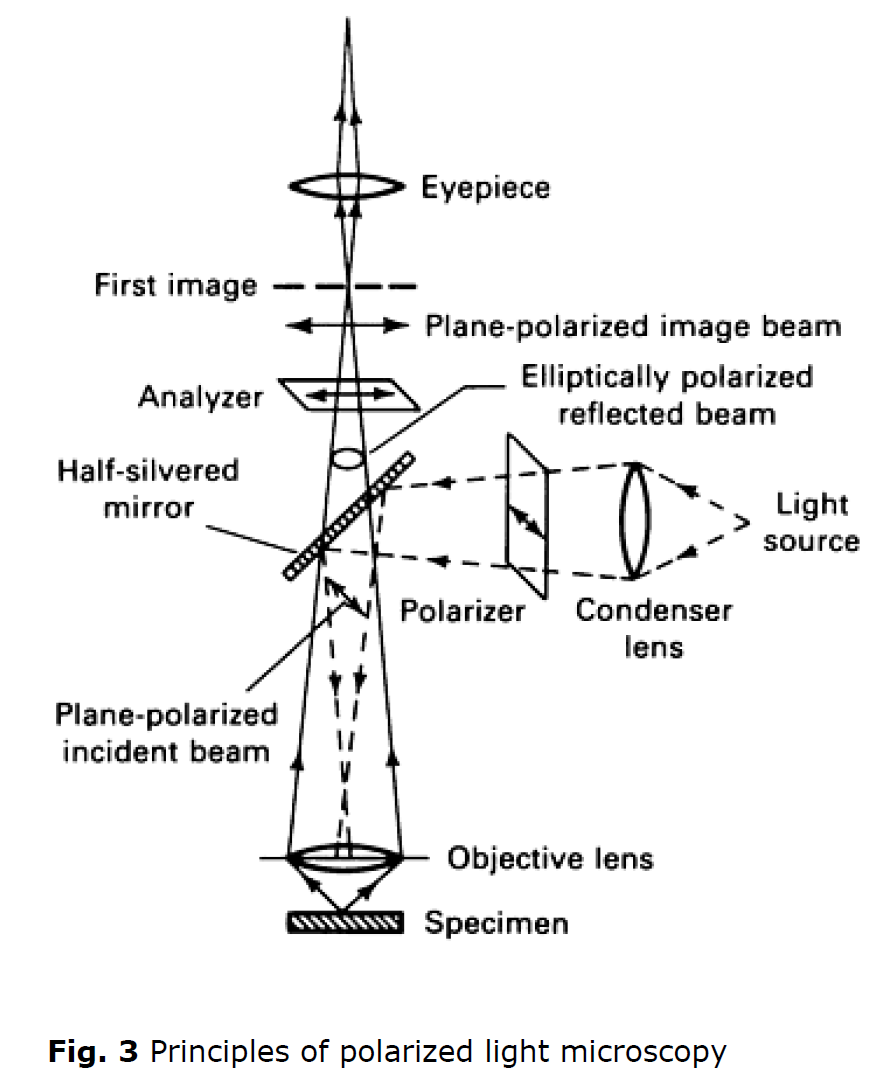 Eyepiece
First image
Plane-polarized image beam
Elliptically polarized
reflected beam
Analyzer
Half-silvered
mirror
Light
source
Polarizer
Condenser
lens
Plane-polarized
incident beam
Objective lens
Specimen
Fig. 3 Principles of polarized light microscopy